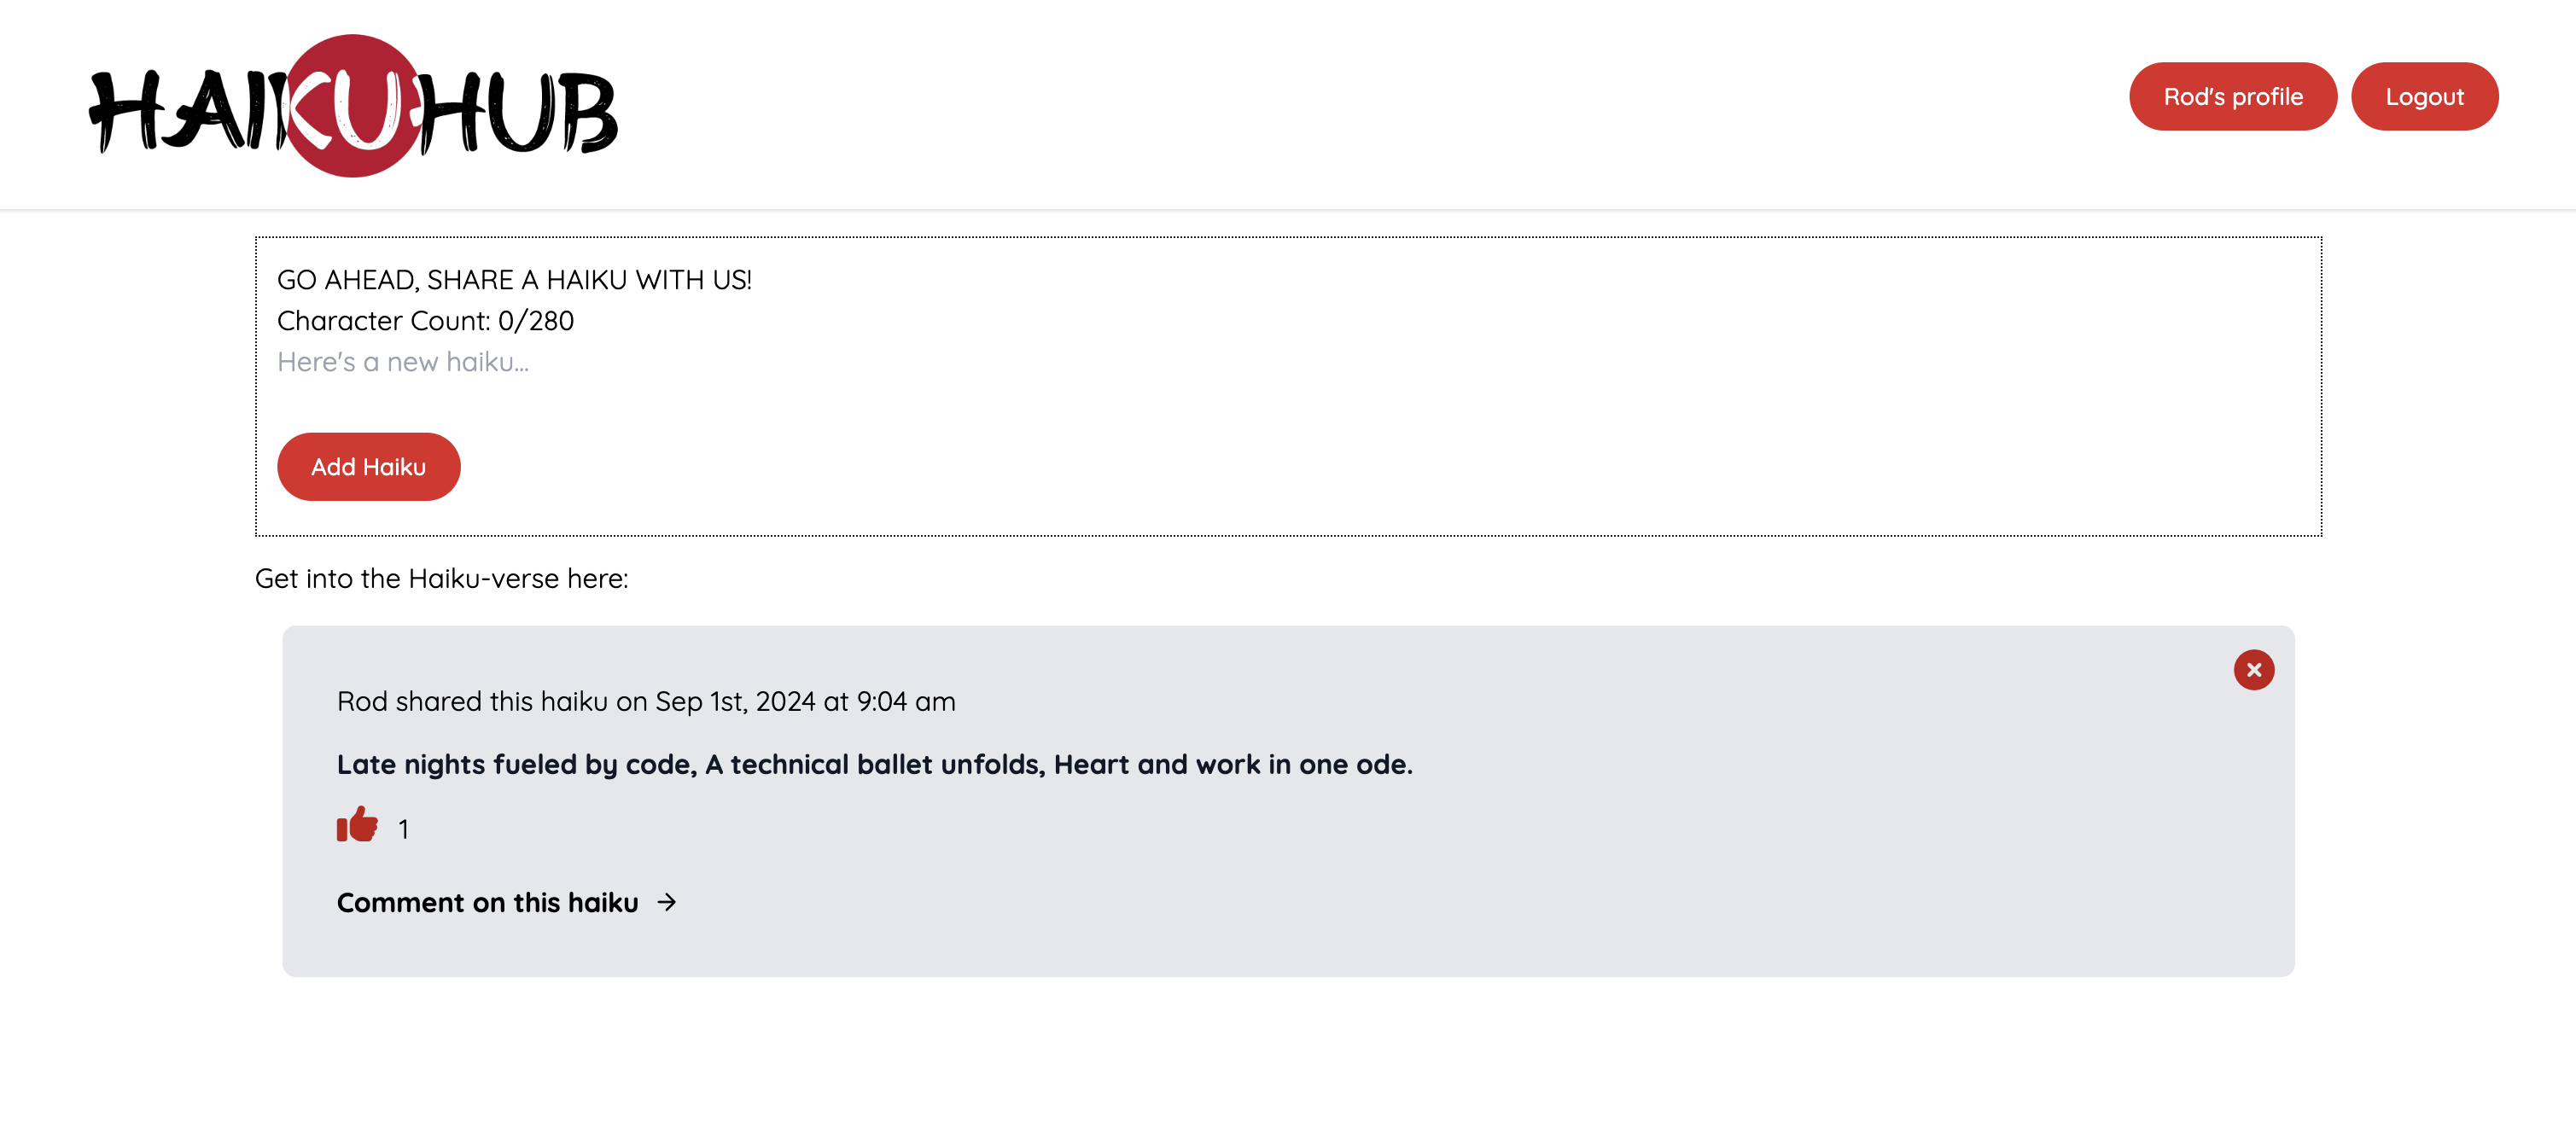 HAIKU HUB
Rod's profile
Logout
GO AHEAD, SHARE A HAIKU WITH US!
Character Count: 0/280
Here's a new haiku...
Add Haiku
Get into the Haiku-verse here:
Rod shared this haiku on Sep 1st, 2024 at 9:04 am
Late nights fueled by code, A technical ballet unfolds, Heart and work in one ode.
1
Comment on this haiku →